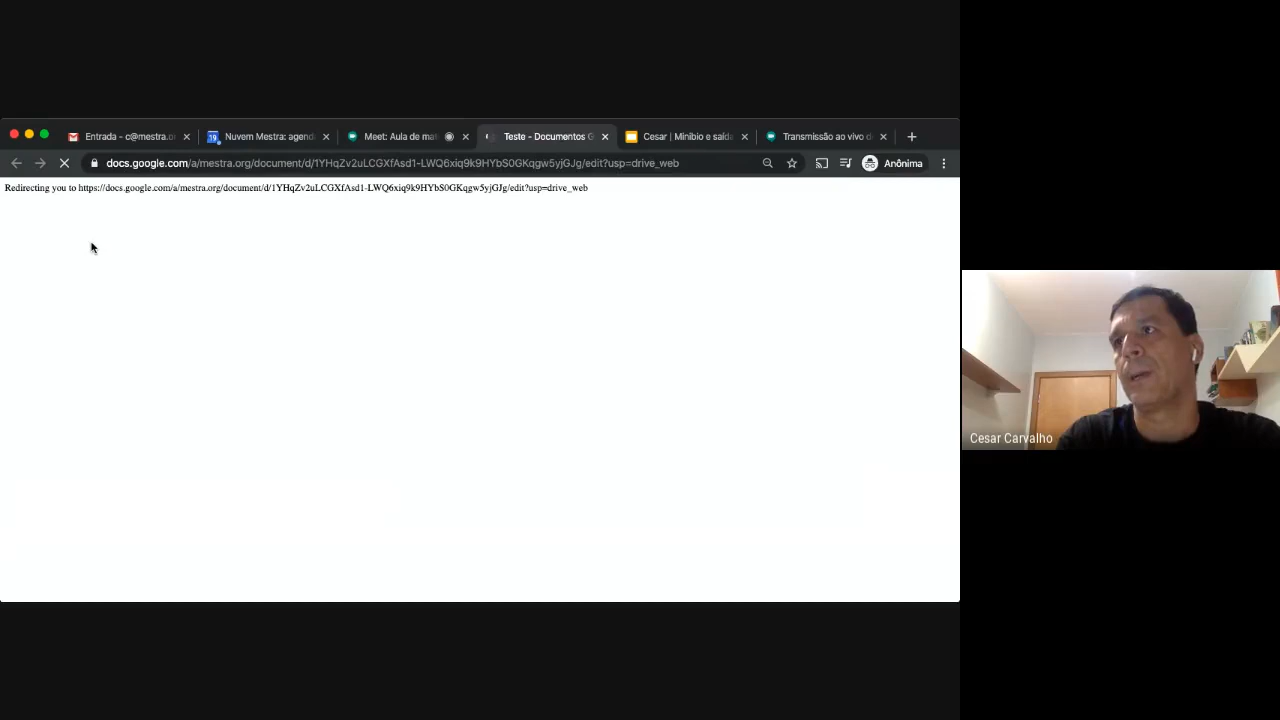 Entrada - c@mestra.o
19
Nuvem Mestra: agend
Meet: Aula de mat
Teste - Documentos G
Cesar | Minibio e saída
Transmissão ao vivo d
docs.google.com/a/mestra.org/document/d/1YHqZv2uLCGXfAsd1-LWQ6xiq9k9HYbS0GKqgw5yjGJg/edit?usp=drive_web
Anônima
Redirecting you to https://docs.google.com/a/mestra.org/document/d/1YHqZv2uLCGXfAsd1-LWQ6xiq9k9HYbS0GKqgw5yjGJg/edit?usp=drive_web
Cesar Carvalho